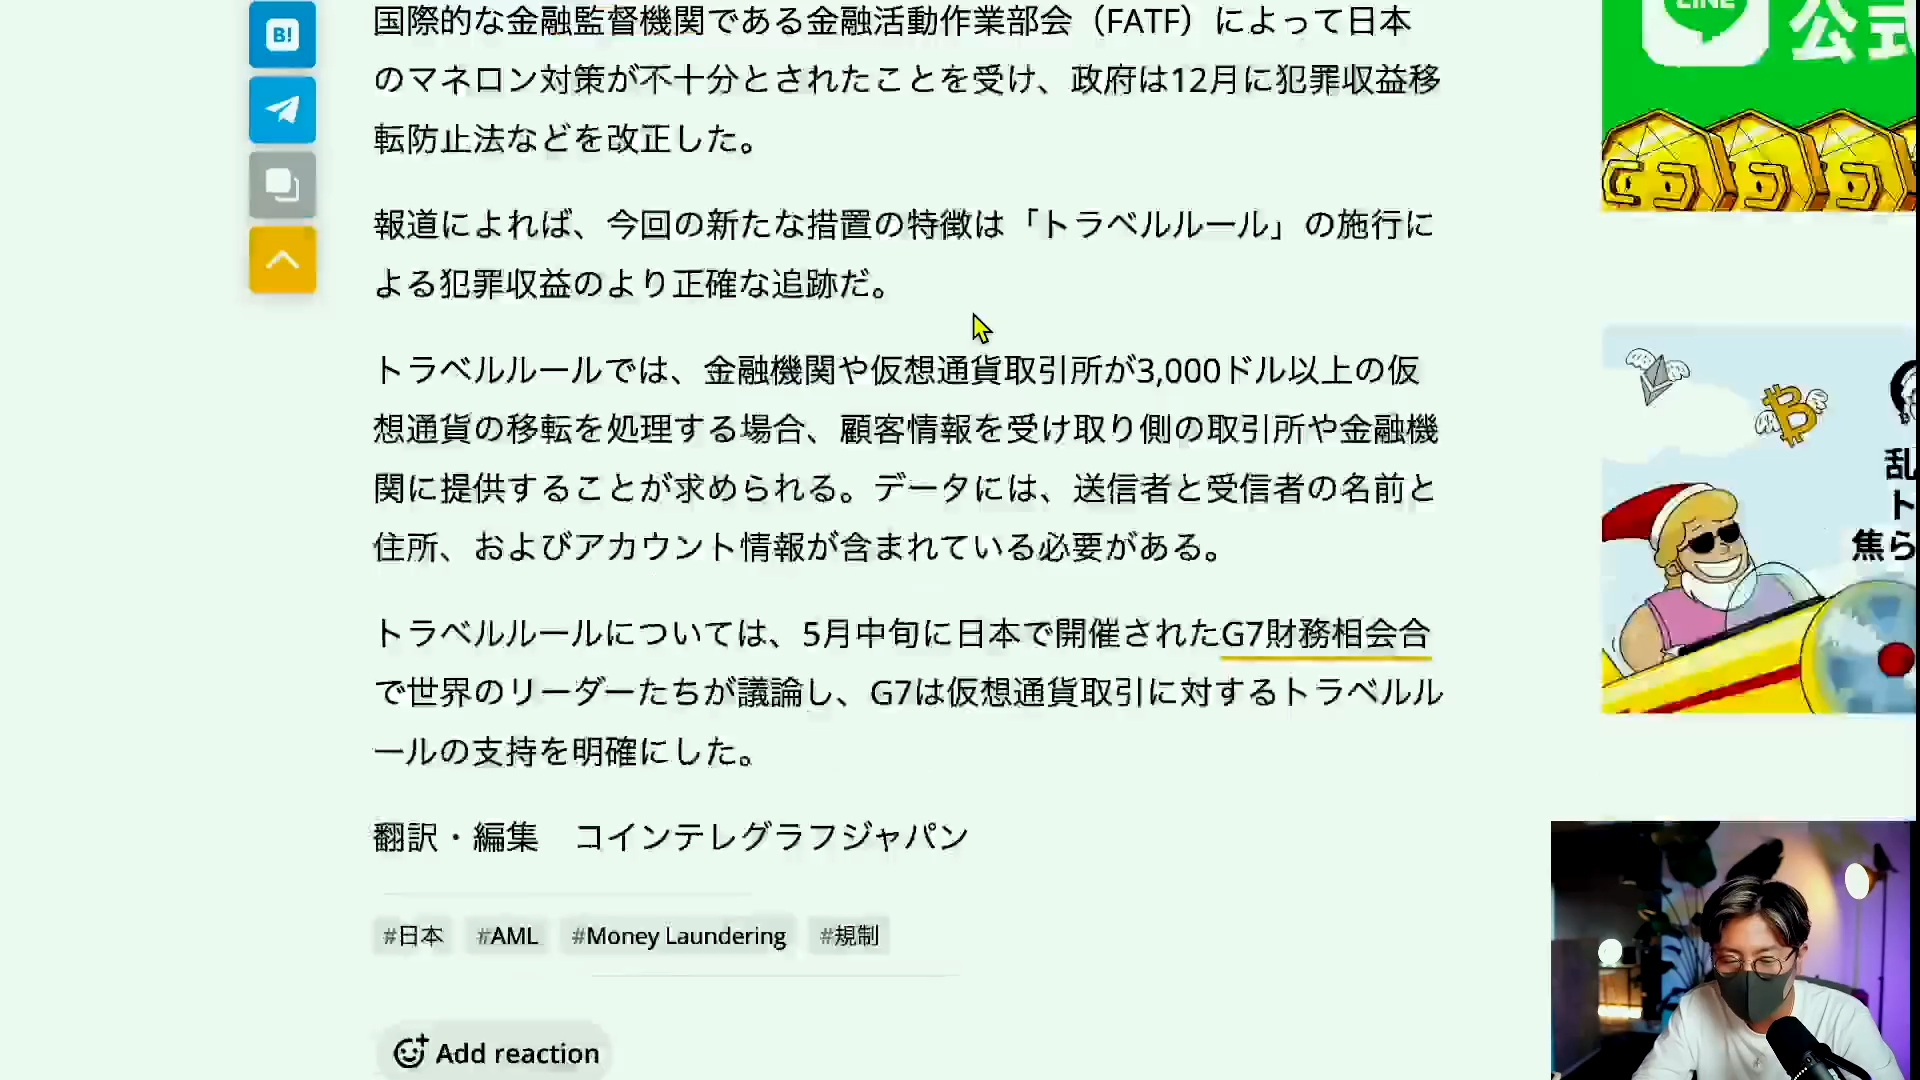 国際的な金融監督機関である金融活動作業部会（FATF）によって日本
のマネロン対策が不十分とされたことを受け、政府は12月に犯罪収益移
転防止法などを改正した。
報道によれば、今回の新たな措置の特徴は「トラベルルール」の施行に
よる犯罪収益のより正確な追跡だ。
トラベルルールでは、金融機関や仮想通貨取引所が3,000ドル以上の仮
想通貨の移転を処理する場合、顧客情報を受け取り側の取引所や金融機
関に提供することが求められる。データには、送信者と受信者の名前と
住所、およびアカウント情報が含まれている必要がある。
トラベルルールについては、5月中旬に日本で開催されたG7財務相会合
で世界のリーダーたちが議論し、G7は仮想通貨取引に対するトラベルル
ールの支持を明確にした。
翻訳・編集　コインテレグラフジャパン
#日本 #AML #Money Laundering #規制
Add reaction
B!
LINE
公式
乱
ト
焦ら